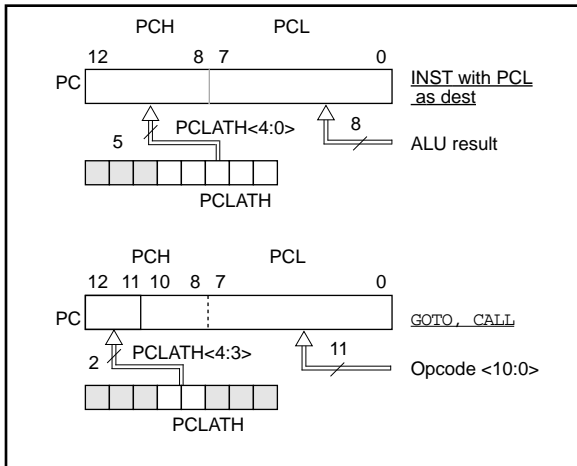 PCH PCL
12 8 7 0
PC
INST with PCL
as dest
5 PCLATH<4:0> 8
ALU result
PCLATH
PCH PCL
12 11 10 8 7 0
PC
GOTO, CALL
2 PCLATH<4:3> 11
Opcode <10:0>
PCLATH